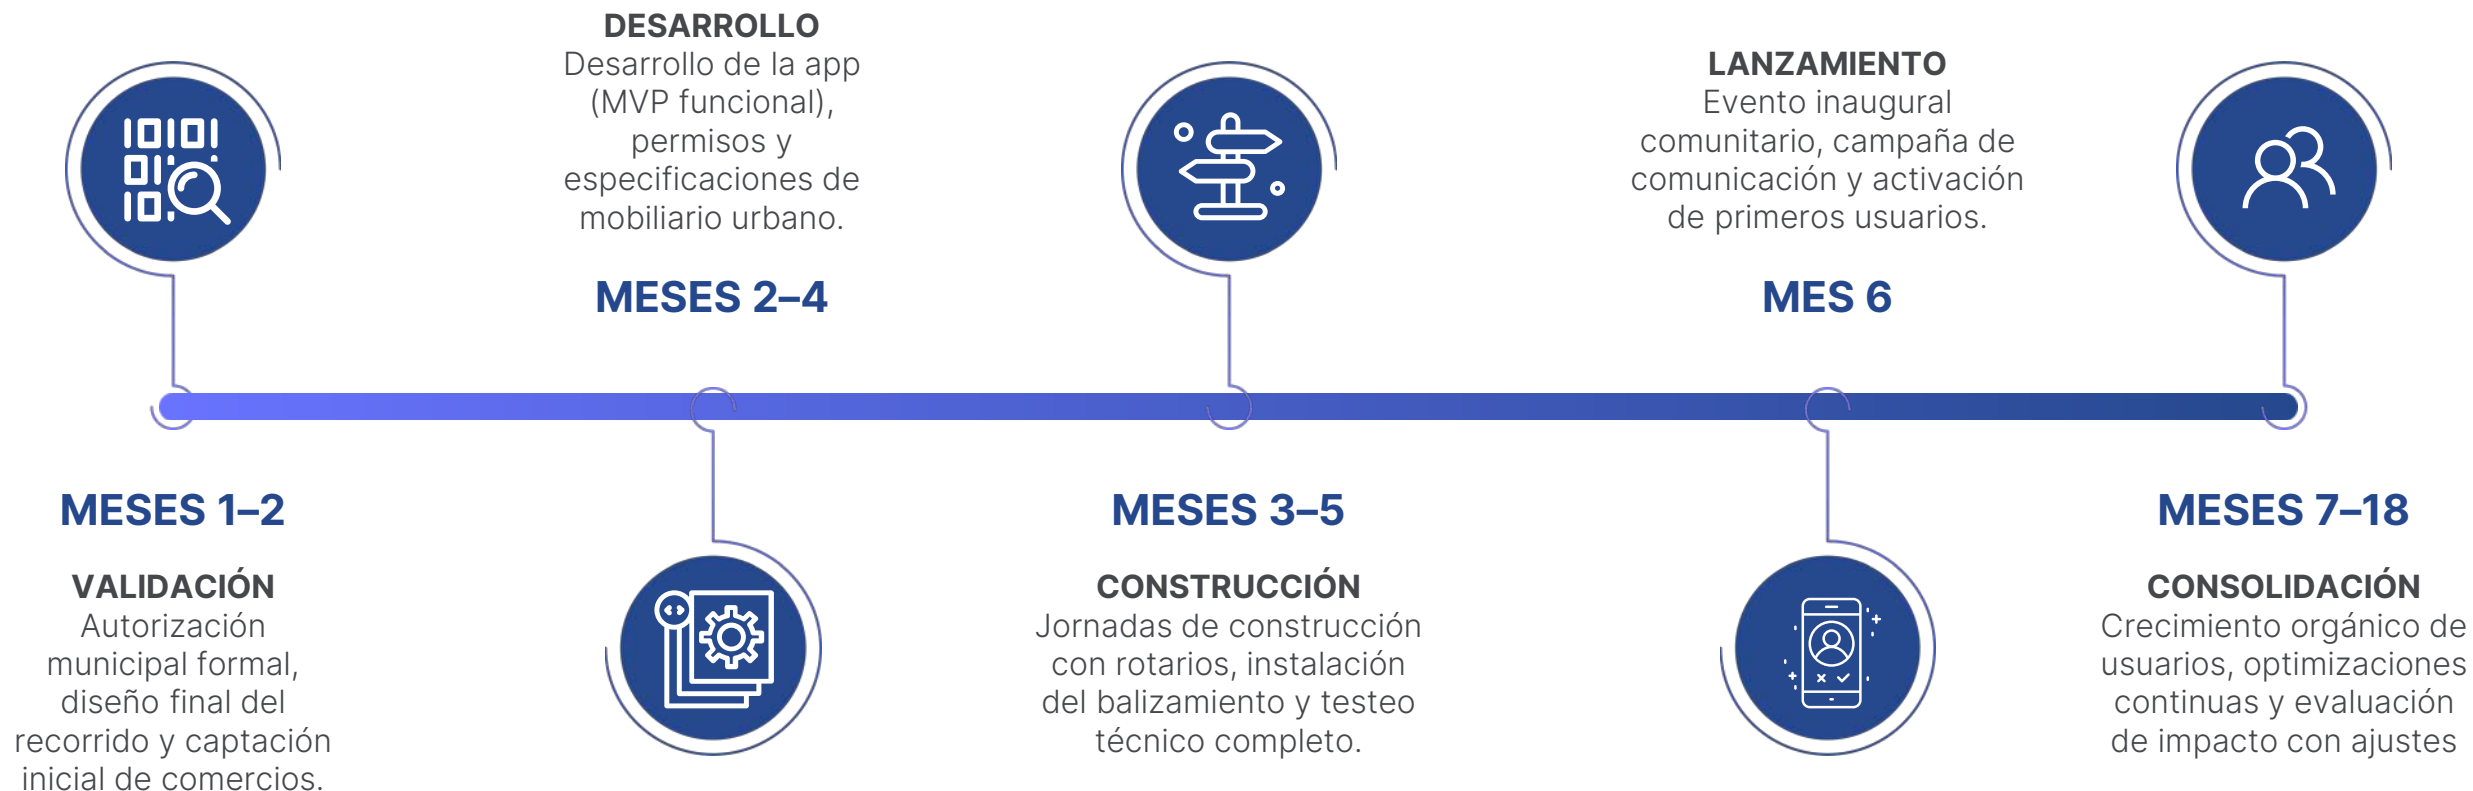 MESES 1–2
VALIDACIÓN
Autorización
municipal formal,
diseño final del
recorrido y captación
inicial de comercios.
DESARROLLO
Desarrollo de la app
(MVP funcional),
permisos y
especificaciones de
mobiliario urbano.
MESES 2–4
MESES 3–5
CONSTRUCCIÓN
Jornadas de construcción
con rotarios, instalación
del balizamiento y testeo
técnico completo.
LANZAMIENTO
Evento inaugural
comunitario, campaña de
comunicación y activación
de primeros usuarios.
MES 6
MESES 7–18
CONSOLIDACIÓN
Crecimiento orgánico de
usuarios, optimizaciones
continuas y evaluación
de impacto con ajustes